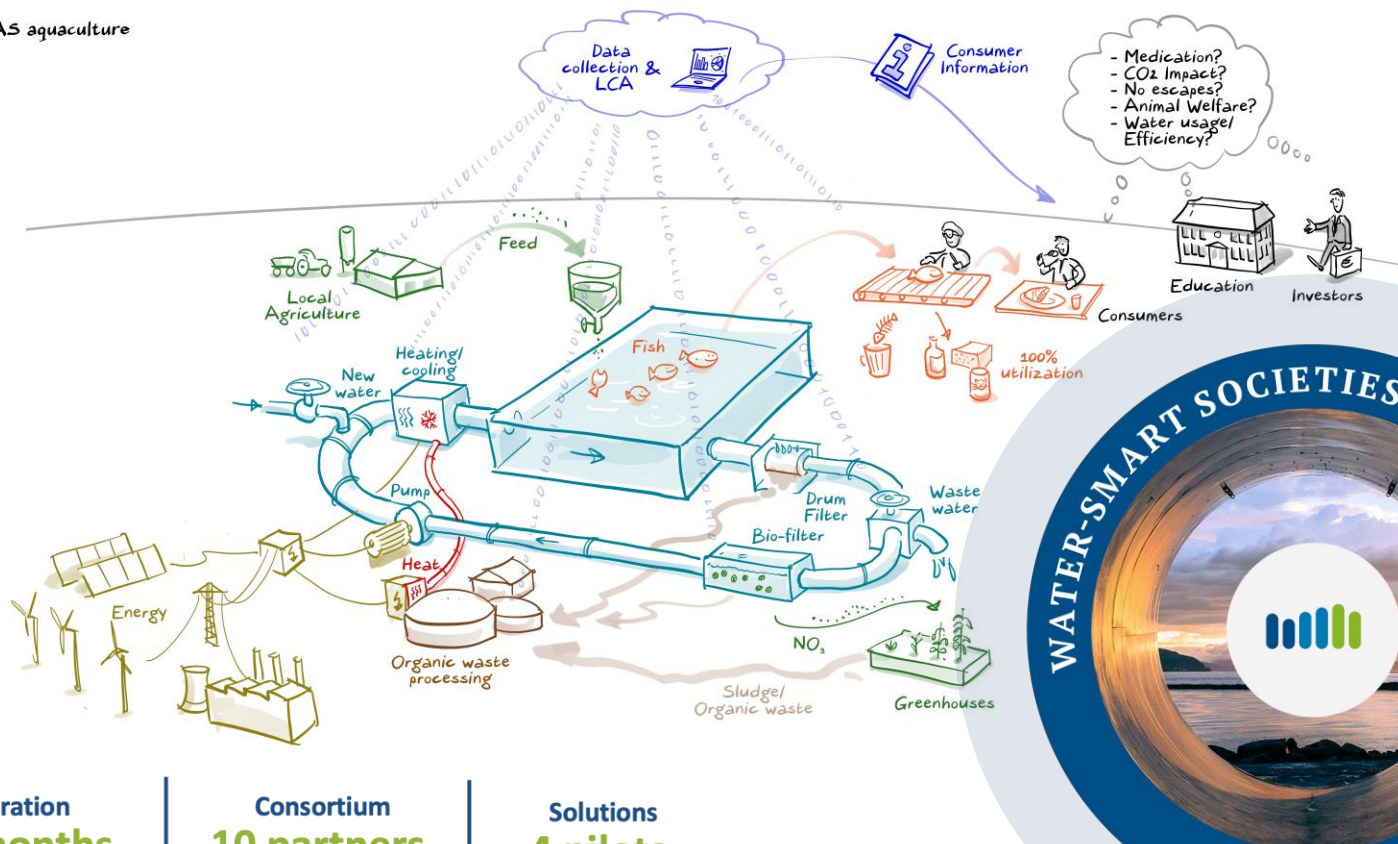 AS aquaculture
Data
collection &
LCA
Consumer
Information
- Medication?
- CO2 Impact?
- No escapes?
- Animal Welfare?
- Water usage/
Efficiency?
Feed
Local
Agriculture
Education
Investors
Consumers
Heating/
cooling
New
water
Fish
100%
utilization
Pump
Drum
Filter
Waste
water
Bio-filter
Heat
Energy
NO₃
Organic waste
processing
Sludge/
Organic waste
Greenhouses
WATER-SMART SOCIETIES
ration
onths
Consortium
10 partners
Solutions
4 pilots